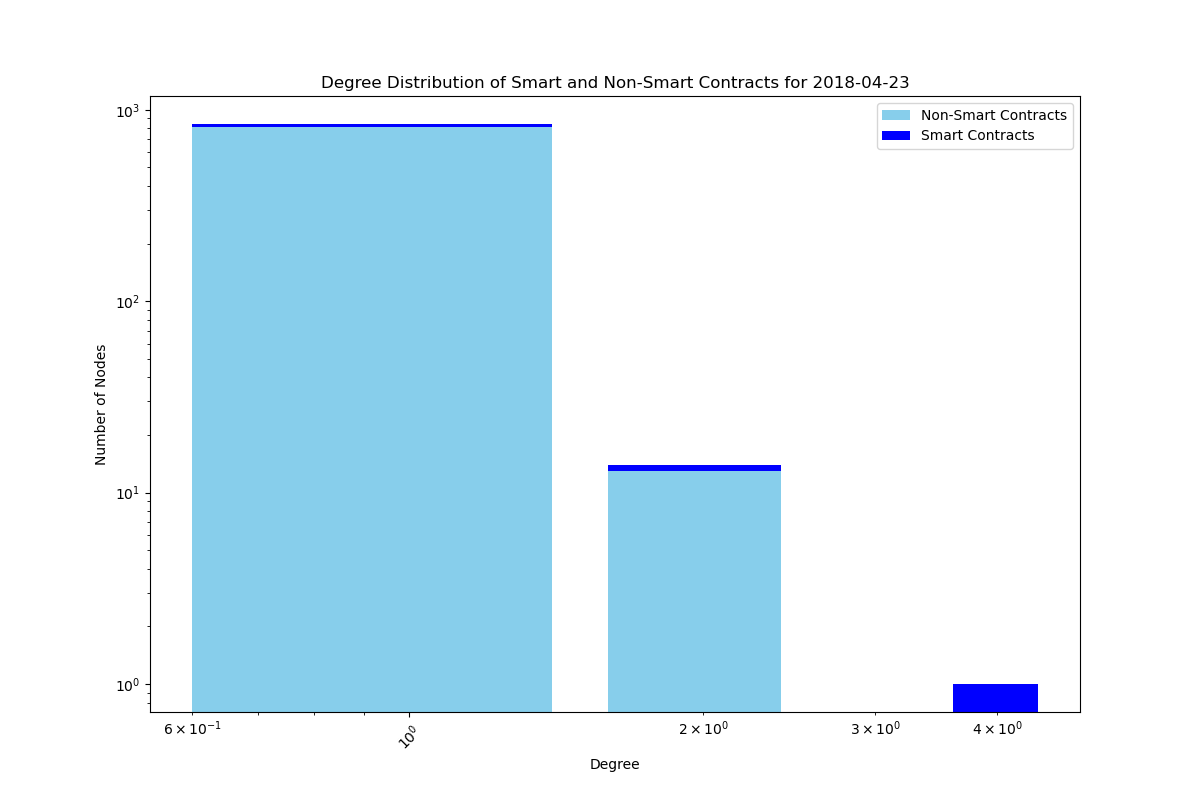 Degree Distribution of Smart and Non-Smart Contracts for 2018-04-23
Non-Smart Contracts
Smart Contracts
Number of Nodes
10³
10²
10¹
10⁰
6 × 10⁻¹
10⁰
2 × 10⁰
3 × 10⁰
4 × 10⁰
Degree